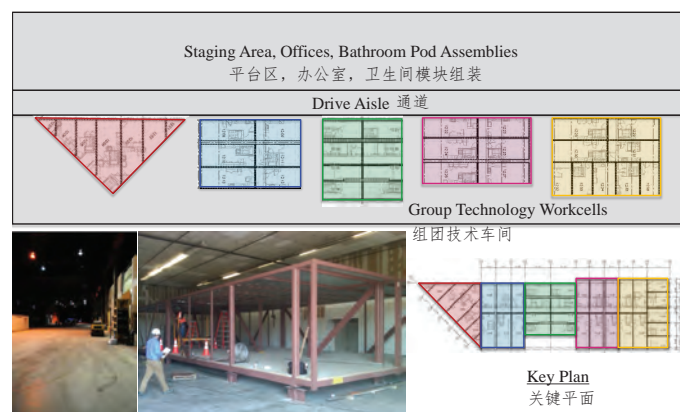 Staging Area, Offices, Bathroom Pod Assemblies
平台区，办公室，卫生间模块组装
Drive Aisle 通道
Group Technology Workcells
组团技术车间
Key Plan
关键平面